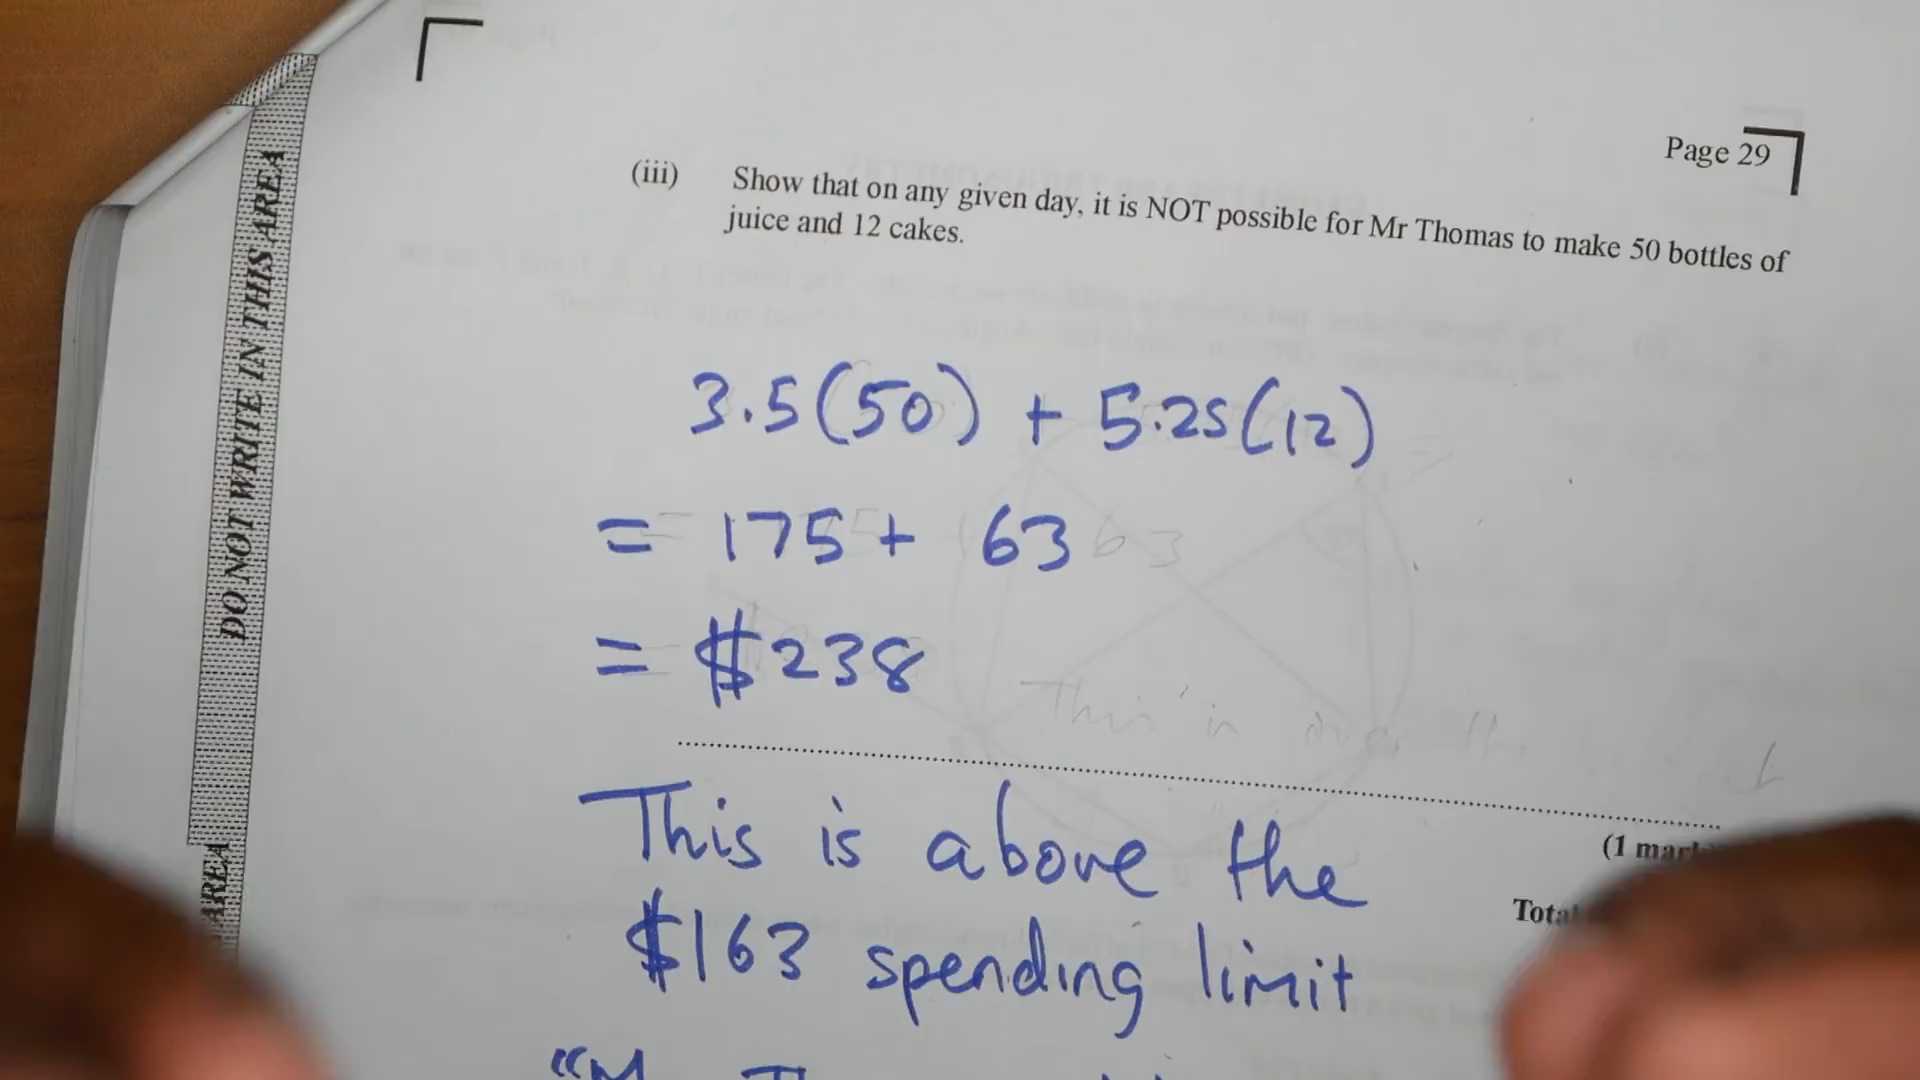 Page 29
(iii) Show that on any given day, it is NOT possible for Mr Thomas to make 50 bottles of
juice and 12 cakes.
3.5(50) + 5.25(12)
= 175 + 63
= $238
This is above the
$163 spending limit
(1 mark
Total
DO NOT WRITE IN THIS AREA
AREA